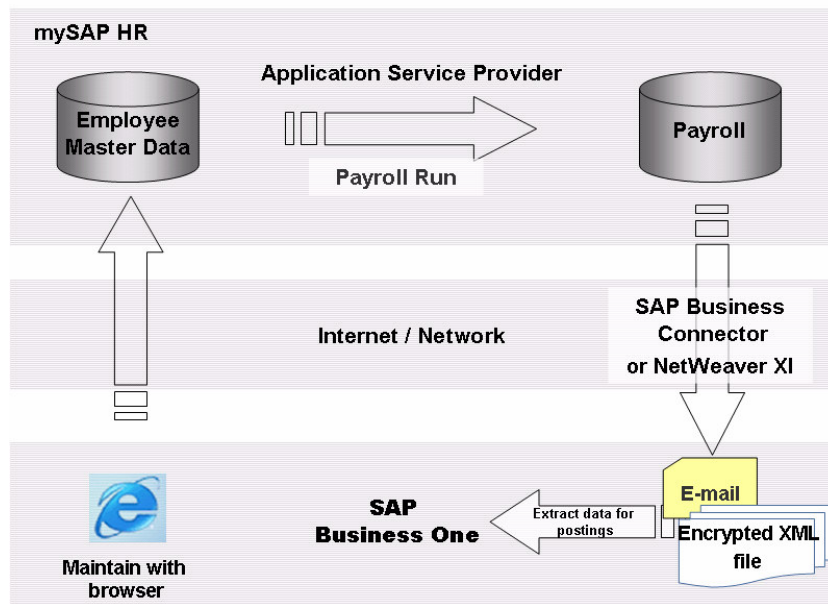 mySAP HR
Application Service Provider
Employee
Master Data
Payroll
Payroll Run
SAP Business
Connector
or NetWeaver XI
Internet / Network
E-mail
Encrypted XML
file
Extract data for
postings
SAP
Business One
Maintain with
browser